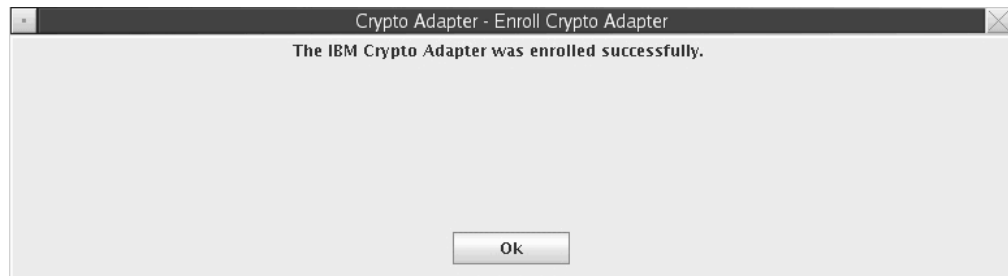 Crypto Adapter - Enroll Crypto Adapter
The IBM Crypto Adapter was enrolled successfully.
Ok